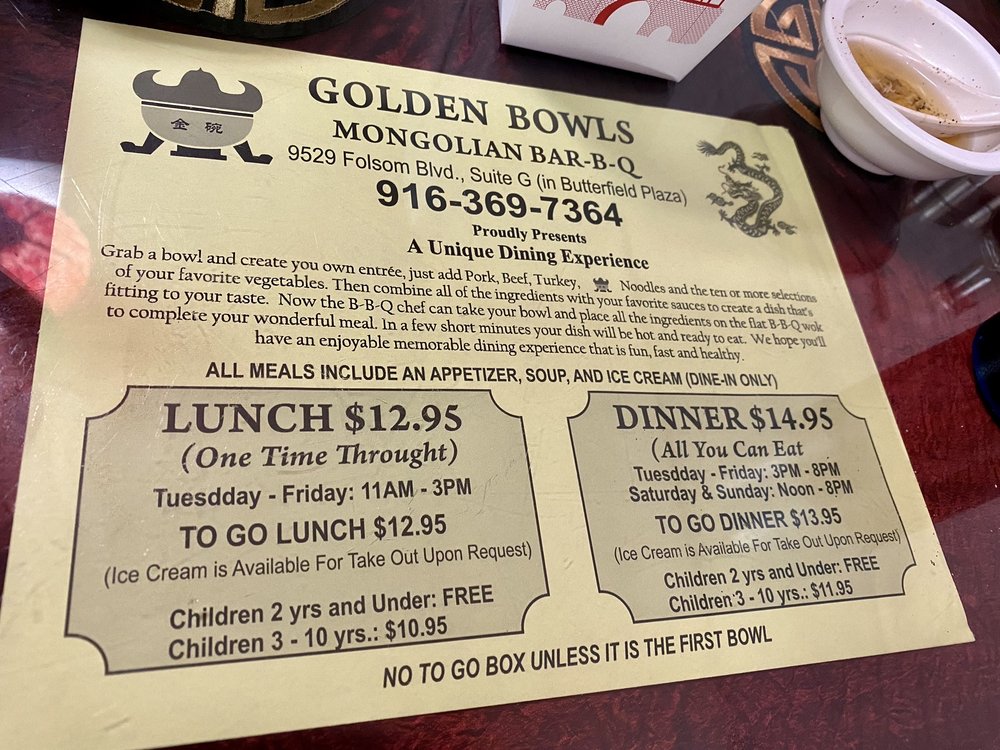 金 碗
GOLDEN BOWLS
MONGOLIAN BAR-B-Q
9529 Folsom Blvd., Suite G (in Butterfield Plaza)
916-369-7364
Proudly Presents
A Unique Dining Experience
Grab a bowl and create you own entrée, just add Pork, Beef, Turkey, Noodles and the ten or more selections
of your favorite vegetables. Then combine all of the ingredients with your favorite sauces to create a dish that's
fitting to your taste. Now the B-B-Q chef can take your bowl and place all the ingredients on the flat B-B-Q wok
to complete your wonderful meal. In a few short minutes your dish will be hot and ready to eat. We hope you'll
have an enjoyable memorable dining experience that is fun, fast and healthy.
ALL MEALS INCLUDE AN APPETIZER, SOUP, AND ICE CREAM (DINE-IN ONLY)
LUNCH $12.95
(One Time Throught)
Tuesdday - Friday: 11AM - 3PM
TO GO LUNCH $12.95
(Ice Cream is Available For Take Out Upon Request)
Children 2 yrs and Under: FREE
Children 3 - 10 yrs.: $10.95
DINNER $14.95
(All You Can Eat
Tuesdday - Friday: 3PM - 8PM
Saturday & Sunday: Noon - 8PM
TO GO DINNER $13.95
(Ice Cream is Available For Take Out Upon Request)
Children 2 yrs and Under: FREE
Children 3 - 10 yrs.: $11.95
NO TO GO BOX UNLESS IT IS THE FIRST BOWL